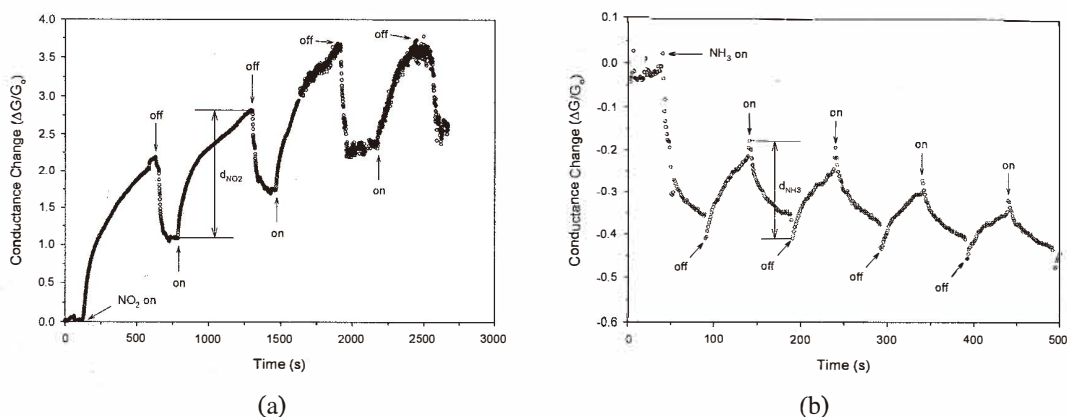 4.0
3.5
3.0
2.5
2.0
1.5
1.0
0.5
0.0
Conductance Change (ΔG/G₀)
off
off
off
off
d_NO2
on
on
on
NO₂ on
0
500
1000
1500
2000
2500
3000
Time (s)
(a)
0.1
0.0
-0.1
-0.2
-0.3
-0.4
-0.5
-0.6
Conductance Change (ΔG/G₀)
NH₃ on
on
on
on
on
d_NH3
off
off
off
off
0
100
200
300
400
500
Time (s)
(b)